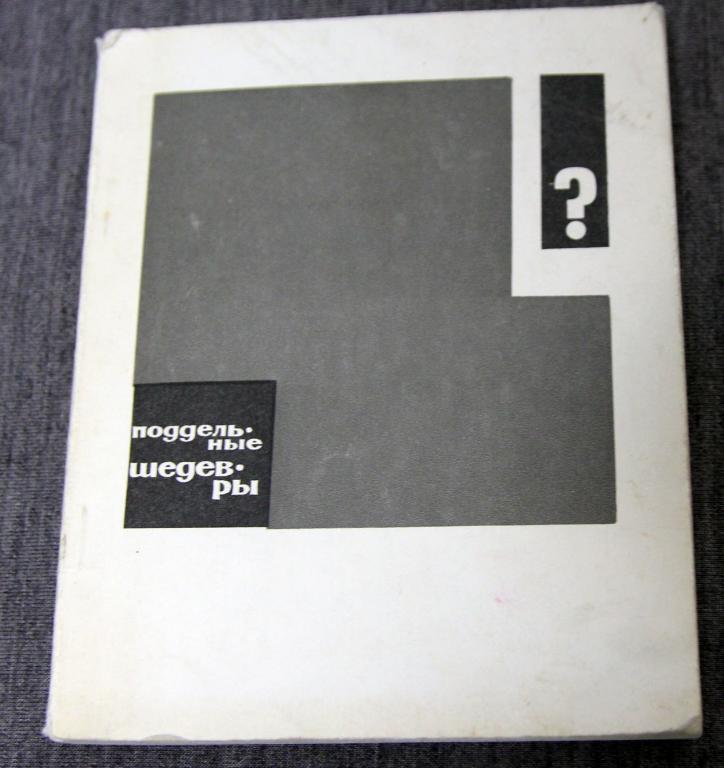 ?
поддель·
ные
шедев·
ры